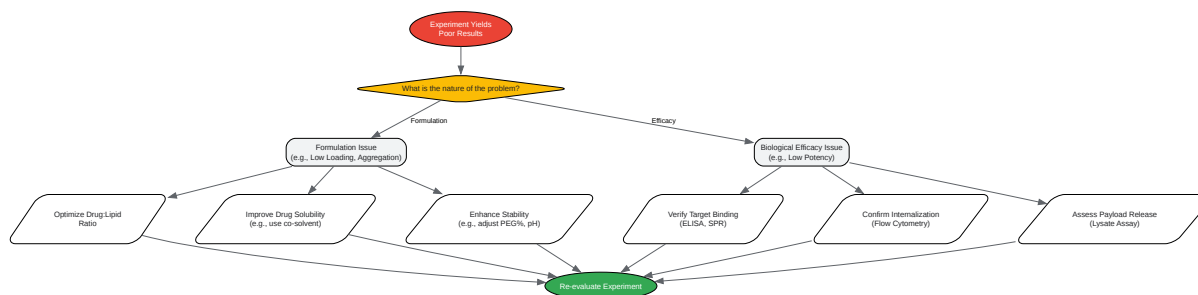 Experiment Yields
Poor Results
What is the nature of the problem?
Formulation
Efficacy
Formulation Issue
(e.g., Low Loading, Aggregation)
Biological Efficacy Issue
(e.g., Low Potency)
Optimize Drug:Lipid
Ratio
Improve Drug Solubility
(e.g., use co-solvent)
Enhance Stability
(e.g., adjust PEG%, pH)
Verify Target Binding
(ELISA, SPR)
Confirm Internalization
(Flow Cytometry)
Assess Payload Release
(Lysate Assay)
Re-evaluate Experiment